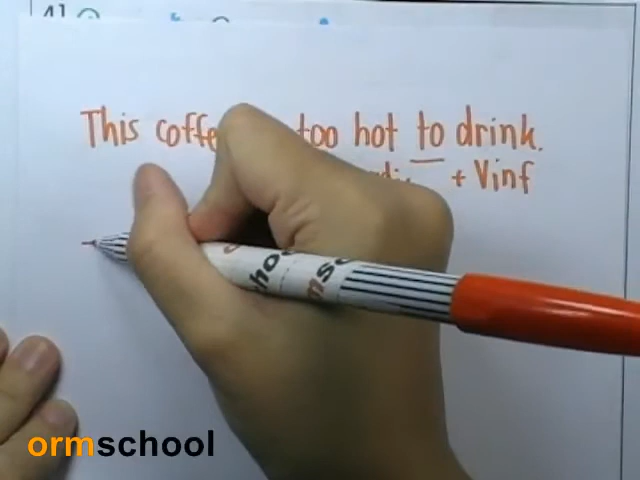 This coffe too hot to drink.
+ Vinf
ormschool